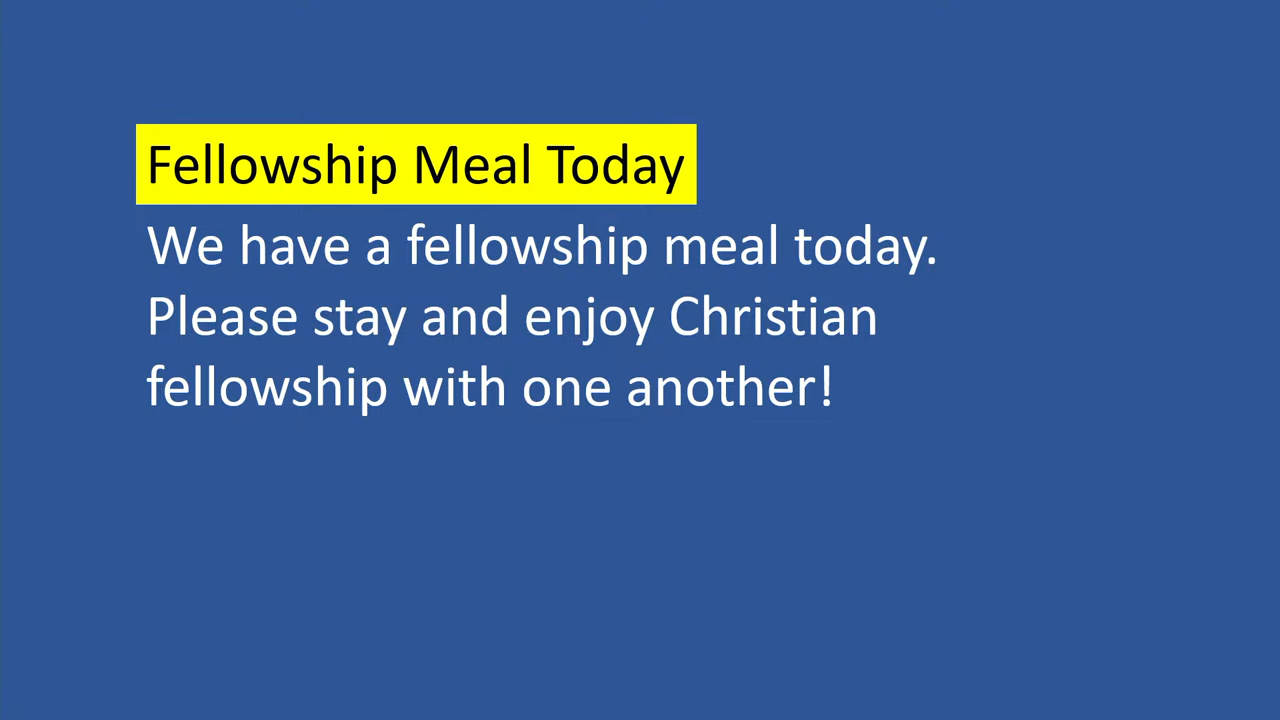 Fellowship Meal Today
We have a fellowship meal today.
Please stay and enjoy Christian
fellowship with one another!